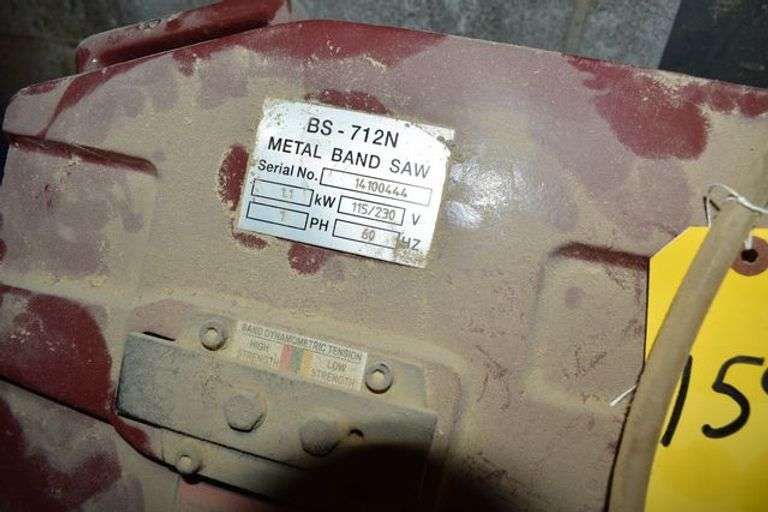 BS - 712N
METAL BAND SAW
Serial No. 14100444
1.1 kW 115/230 V
1 PH 60 HZ
BAND DYNAMOMETRIC TENSION
HIGH STRENGTH LOW STRENGTH